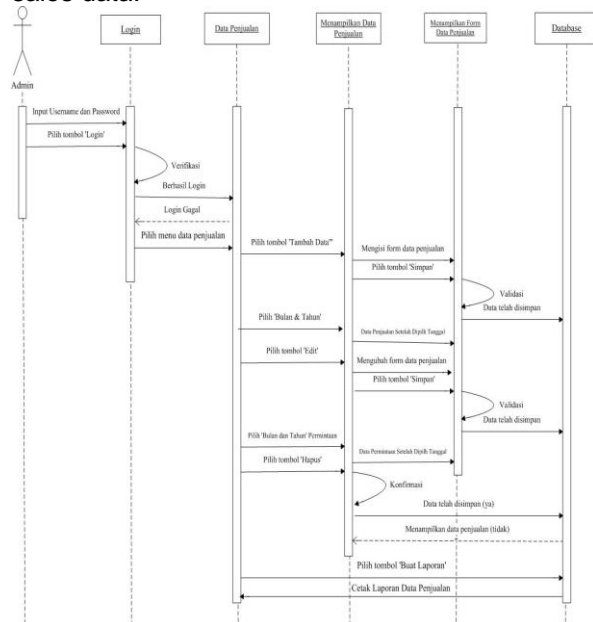 sales data.
Login
Data Penjualan
Menampilkan Data
Penjualan
Menampilkan Form
Data Penjualan
Database
Admin
Input Username dan Password
Pilih tombol 'Login'
Verifikasi
Berhasil Login
Login Gagal
Pilih menu data penjualan
Pilih tombol 'Tambah Data'"
Mengisi form data penjualan
Pilih tombol 'Simpan'
Validasi
Data telah disimpan
Pilih 'Bulan & Tahun'
Data Penjualan Setelah Dipilh Tanggal
Pilih tombol 'Edit'
Mengubah form data penjualan
Pilih tombol 'Simpan'
Validasi
Data telah disimpan
Pilih 'Bulan dan Tahun' Permintaan
Data Permintaan Setelah Dipilh Tanggal
Pilih tombol 'Hapus'
Konfirmasi
Data telah disimpan (ya)
Menampilkan data penjualan (tidak)
Pilih tombol 'Buat Laporan'
Cetak Laporan Data Penjualan